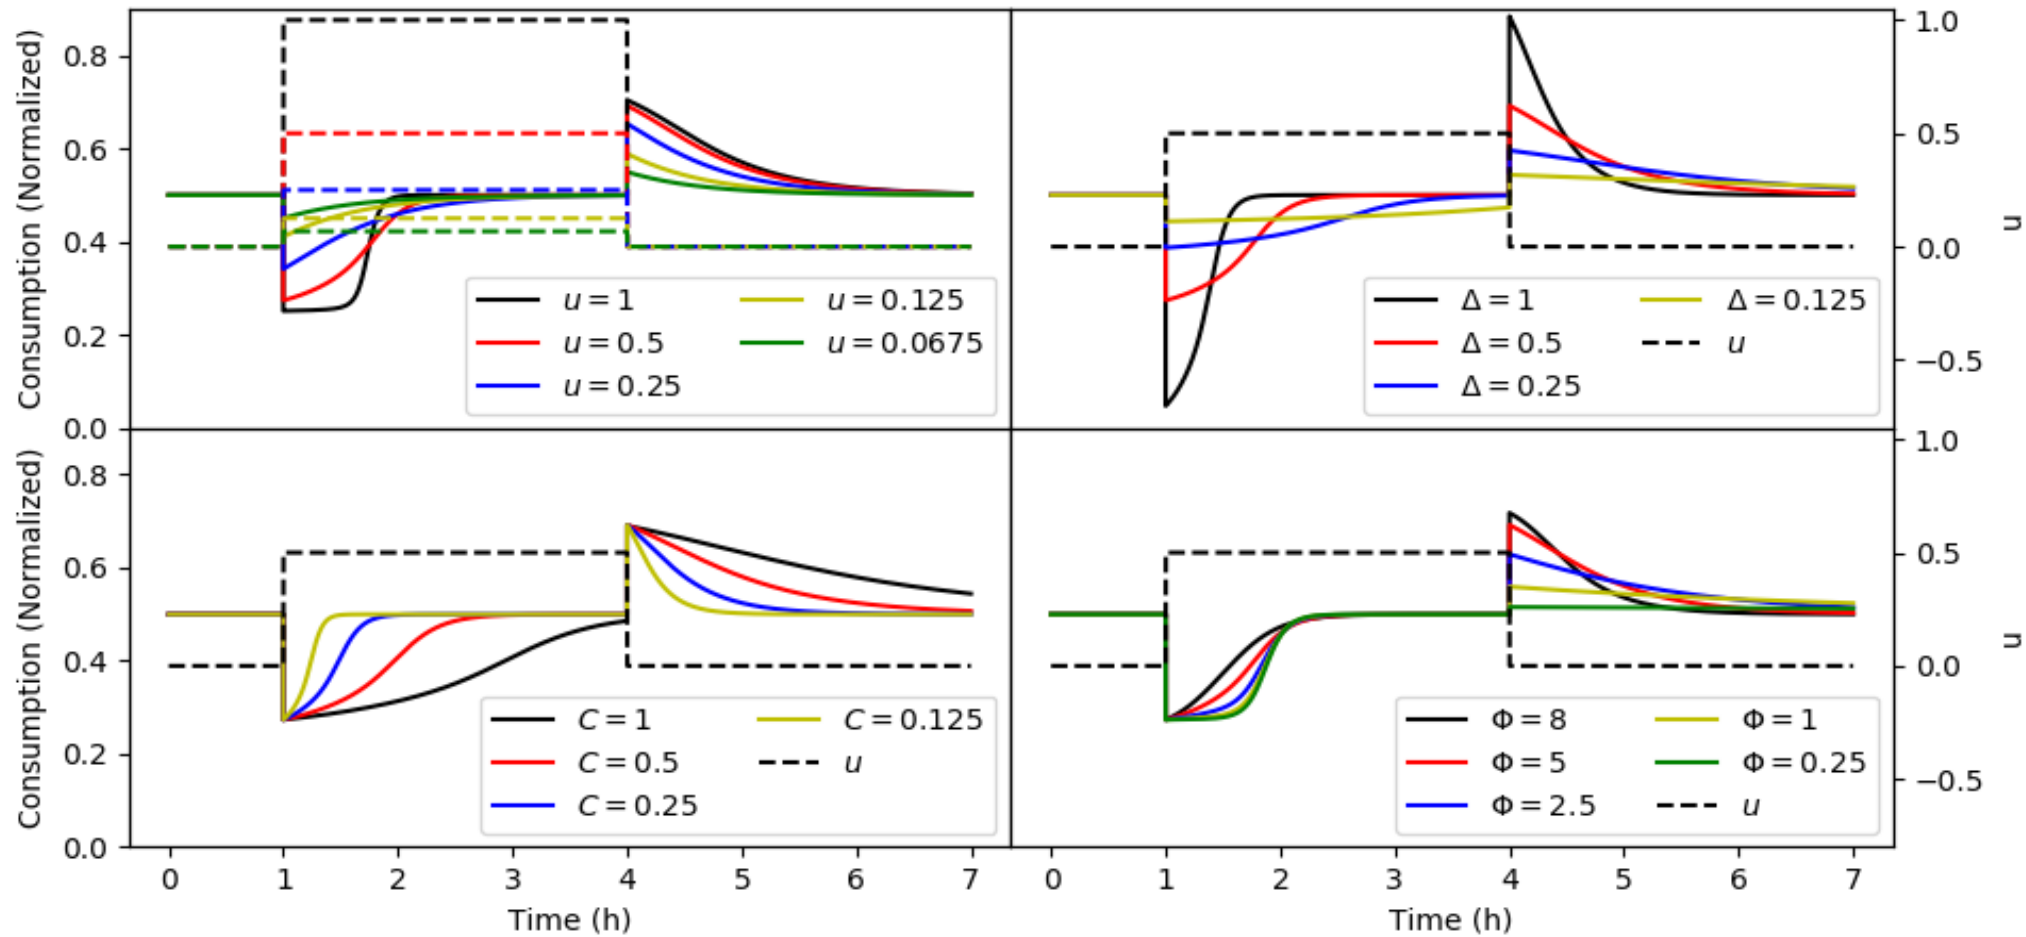 Consumption (Normalized)
0.8
0.6
0.4
0.2
0.0
u = 1
u = 0.5
u = 0.25
u = 0.125
u = 0.0675
Δ = 1
Δ = 0.5
Δ = 0.25
Δ = 0.125
u
1.0
0.5
0.0
−0.5
u
Consumption (Normalized)
0.8
0.6
0.4
0.2
0.0
C = 1
C = 0.5
C = 0.25
C = 0.125
u
Φ = 8
Φ = 5
Φ = 2.5
Φ = 1
Φ = 0.25
u
1.0
0.5
0.0
−0.5
u
0 1 2 3 4 5 6 7
Time (h)
0 1 2 3 4 5 6 7
Time (h)